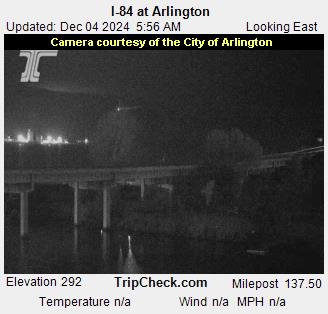 I-84 at Arlington
Updated: Dec 04 2024 5:56 AM Looking East
Camera courtesy of the City of Arlington
Elevation 292 TripCheck.com Milepost 137.50
Temperature n/a Wind n/a MPH n/a